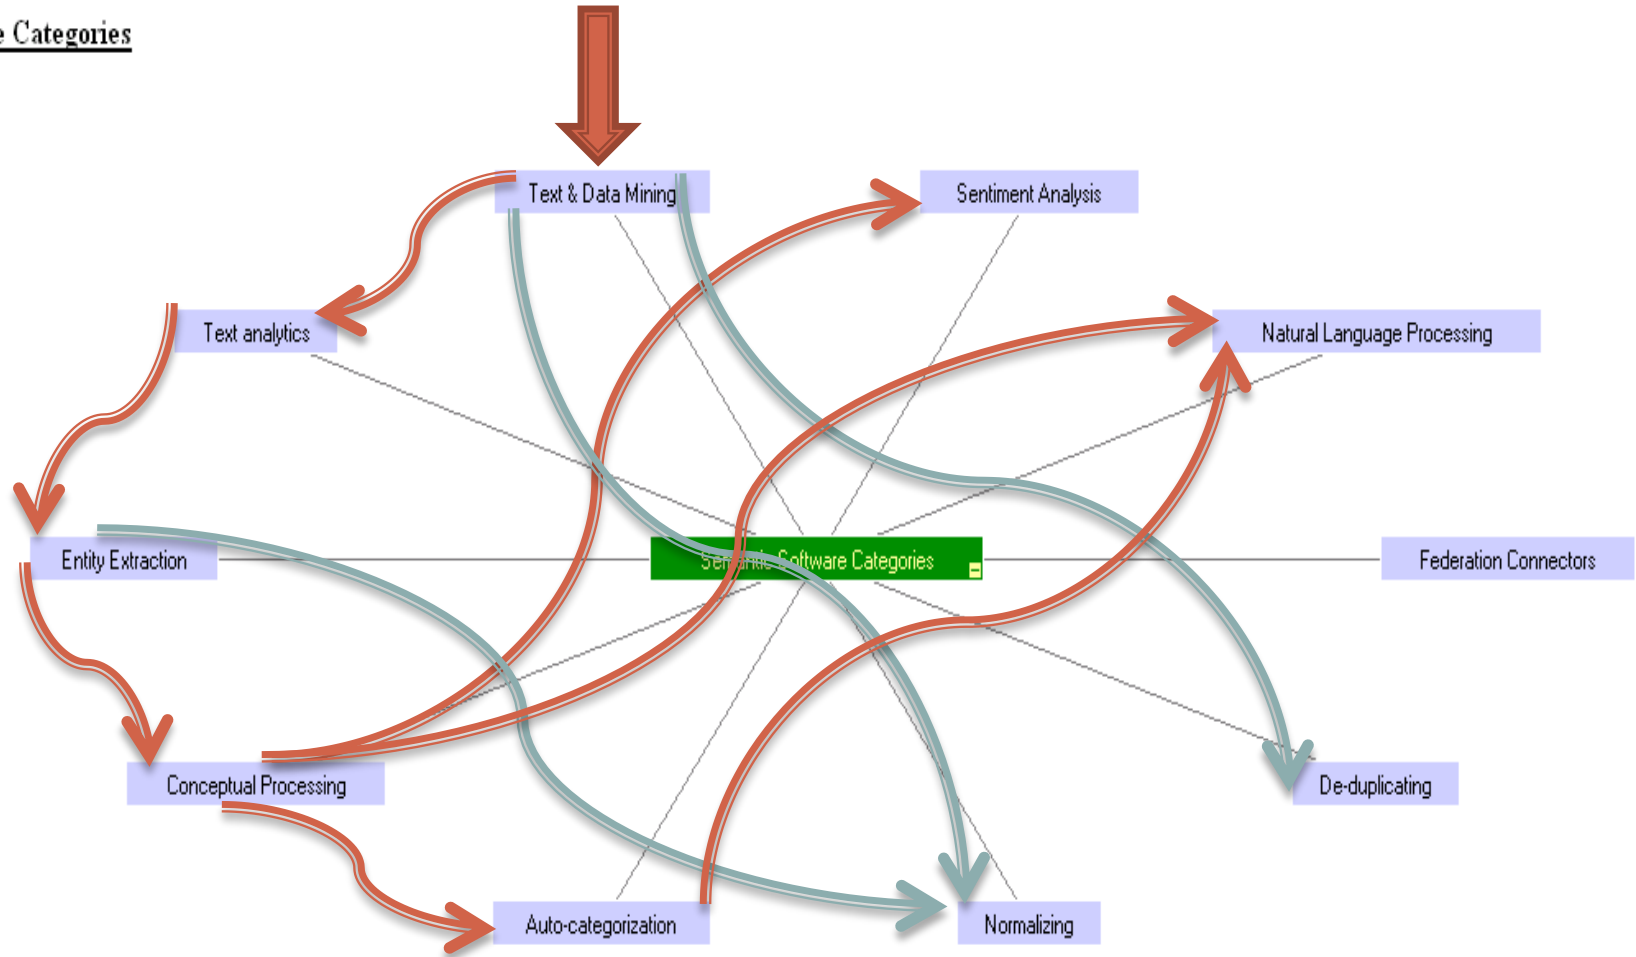 e Categories
Text & Data Mining
Sentiment Analysis
Text analytics
Natural Language Processing
Entity Extraction
Semantic Software Categories
Federation Connectors
Conceptual Processing
De-duplicating
Auto-categorization
Normalizing